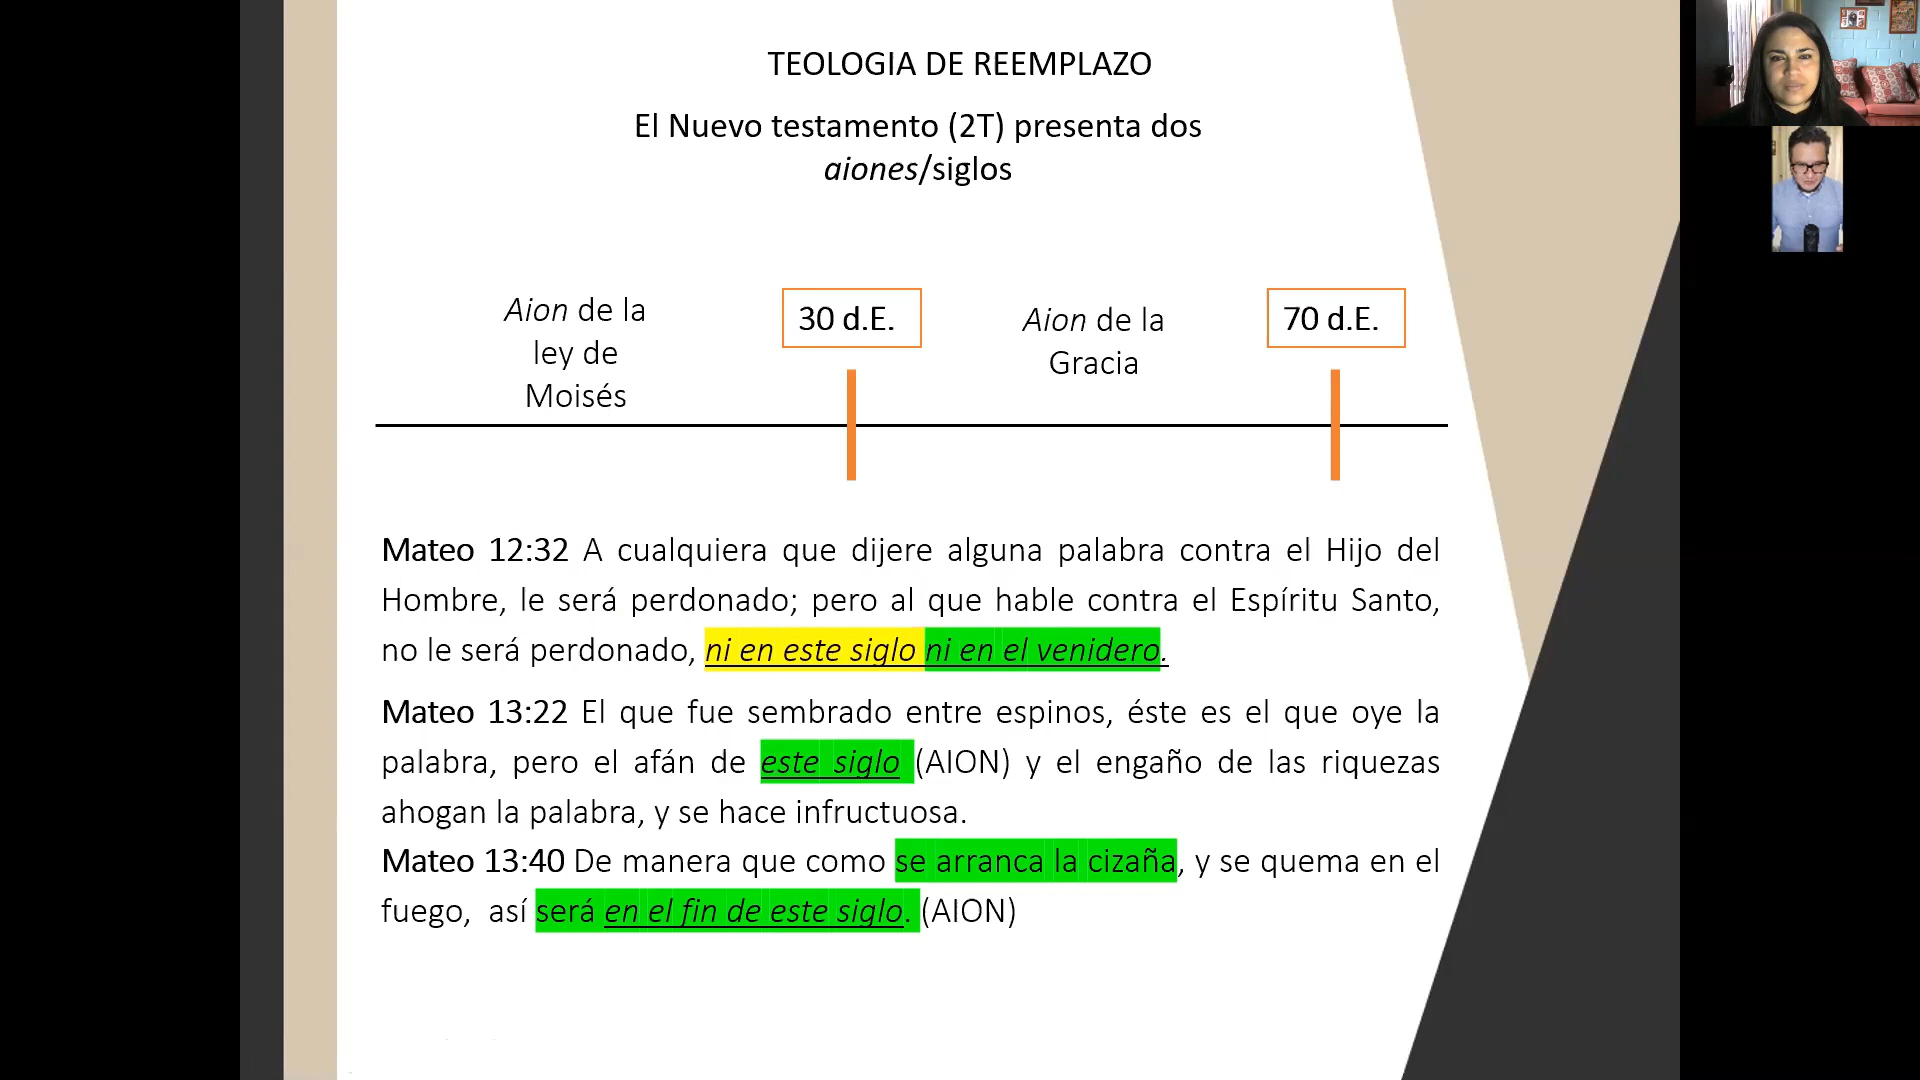 TEOLOGIA DE REEMPLAZO
El Nuevo testamento (2T) presenta dos
aiones/siglos
Aion de la
ley de
Moisés
30 d.E.
Aion de la
Gracia
70 d.E.
Mateo 12:32 A cualquiera que dijere alguna palabra contra el Hijo del
Hombre, le será perdonado; pero al que hable contra el Espíritu Santo,
no le será perdonado, ni en este siglo ni en el venidero.
Mateo 13:22 El que fue sembrado entre espinos, éste es el que oye la
palabra, pero el afán de este siglo (AION) y el engaño de las riquezas
ahogan la palabra, y se hace infructuosa.
Mateo 13:40 De manera que como se arranca la cizaña, y se quema en el
fuego, así será en el fin de este siglo. (AION)